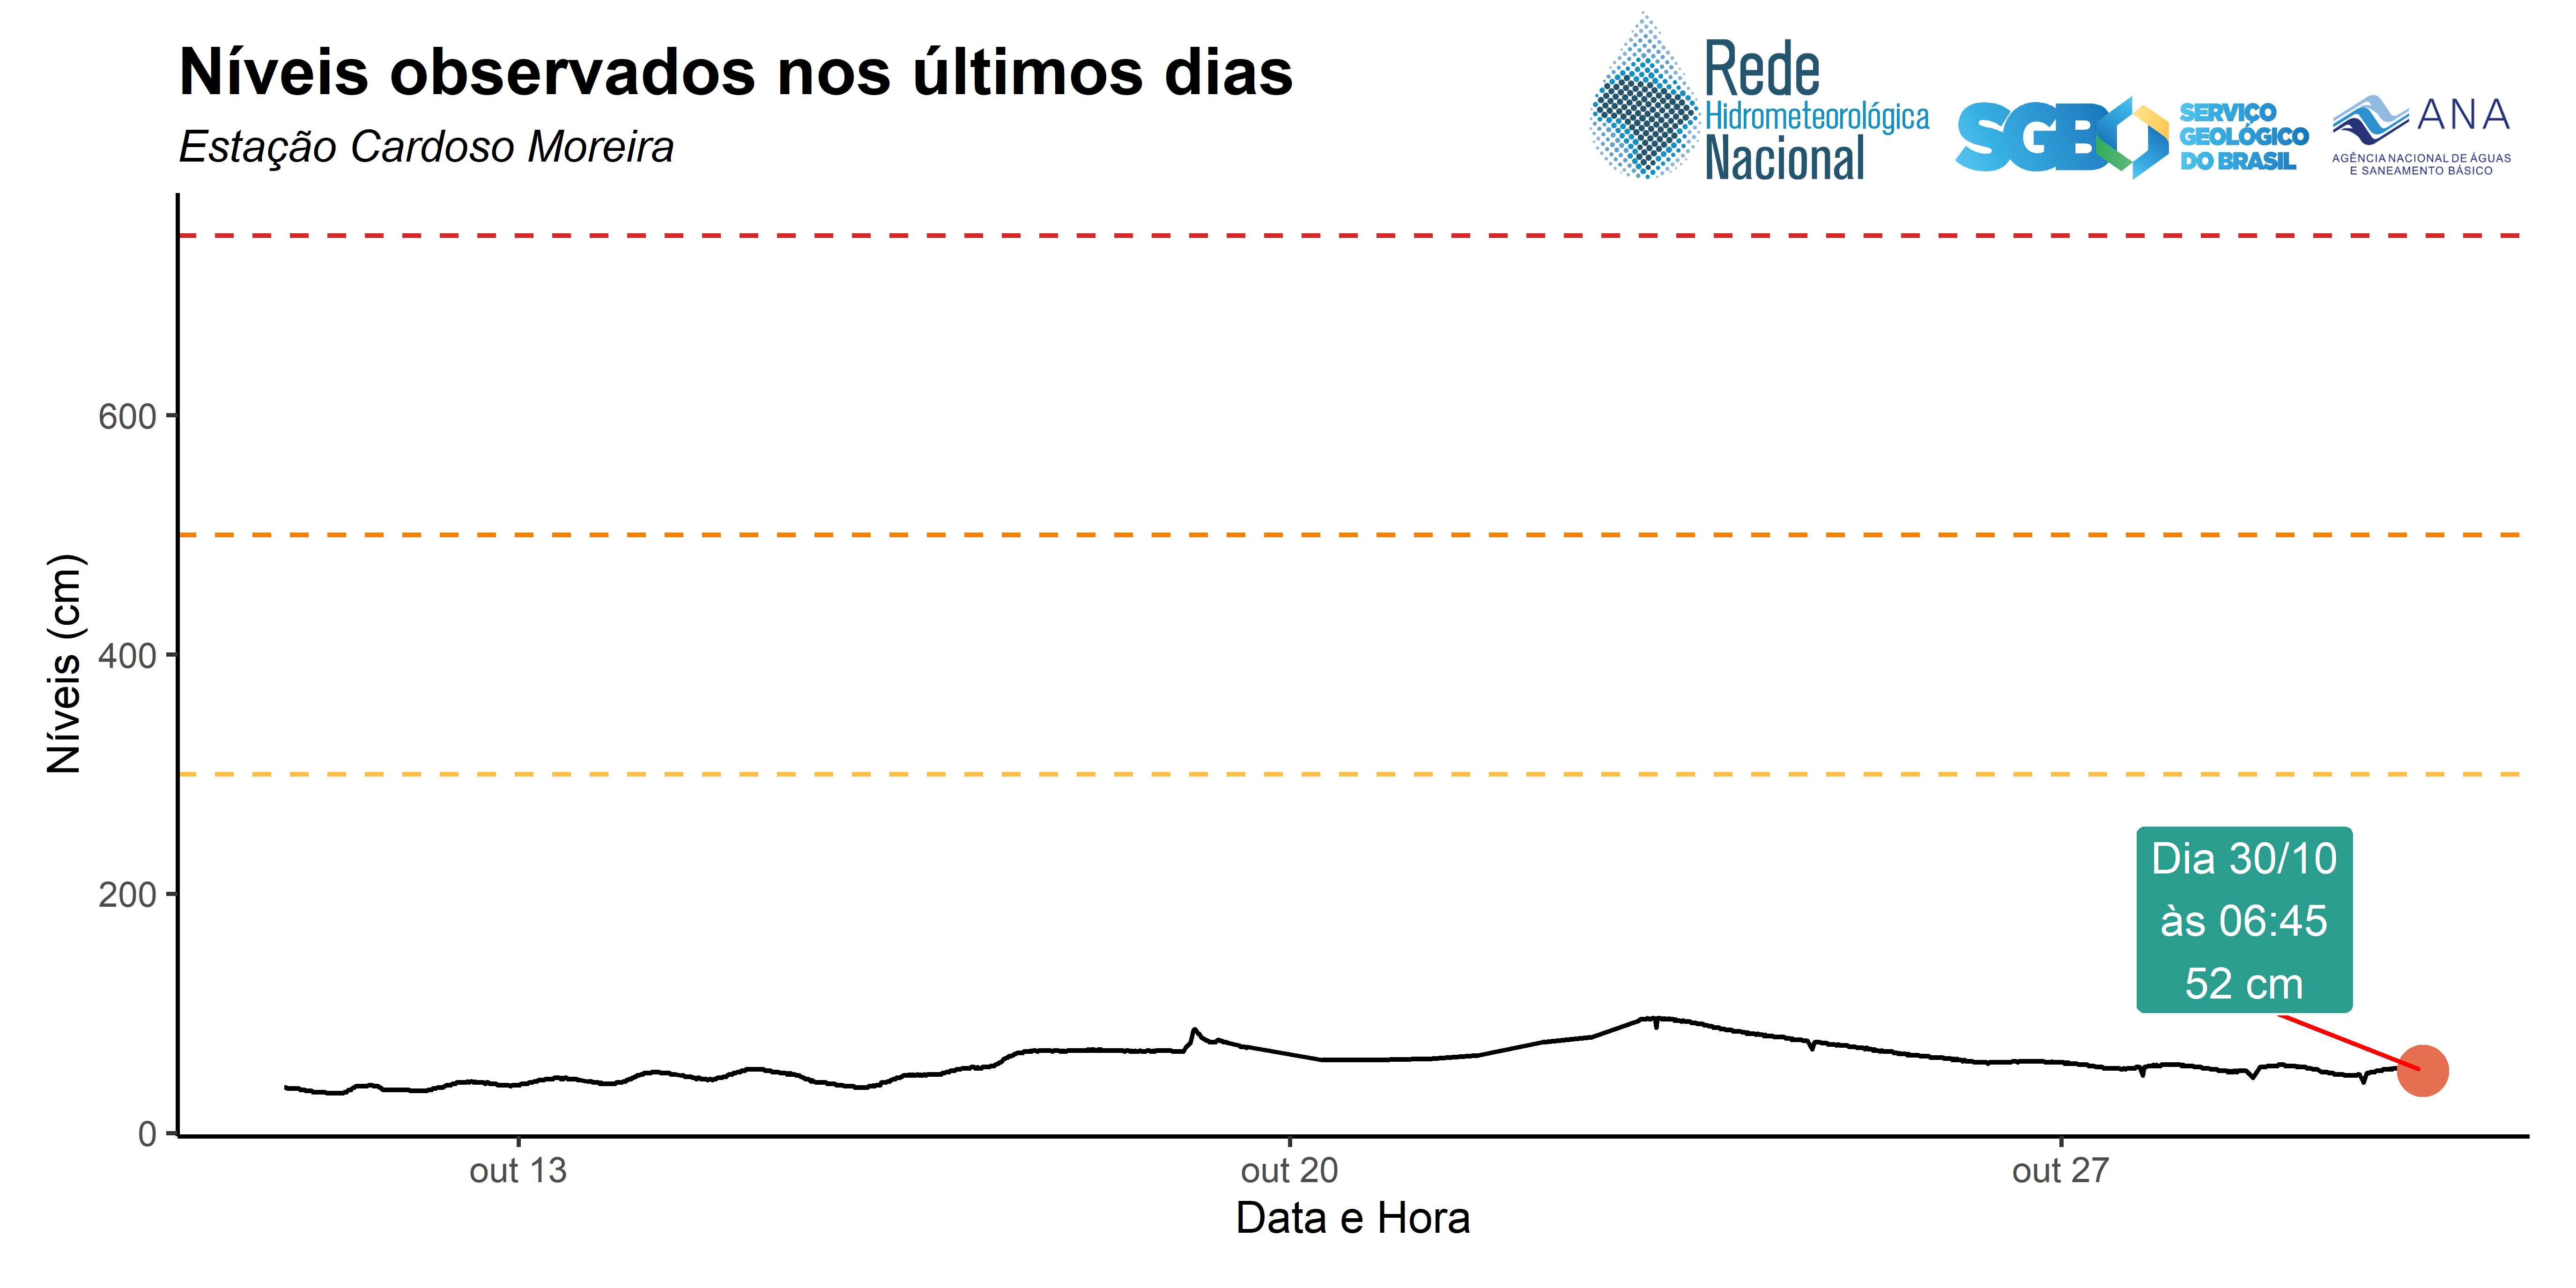 Níveis observados nos últimos dias
Estação Cardoso Moreira
Rede
Hidrometeorológica
Nacional
SGB
SERVIÇO
GEOLÓGICO
DO BRASIL
ANA
AGÊNCIA NACIONAL DE ÁGUAS
E SANEAMENTO BÁSICO
Níveis (cm)
600
400
200
0
Dia 30/10
às 06:45
52 cm
out 13
out 20
out 27
Data e Hora